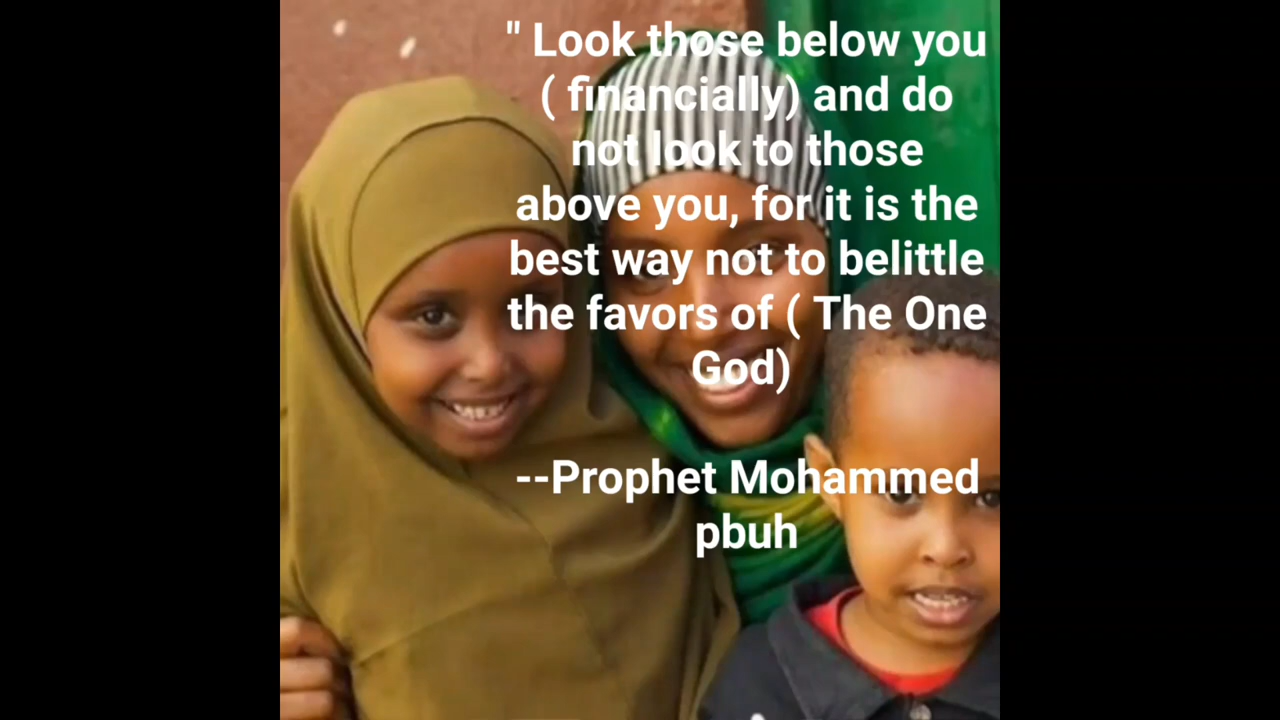 " Look those below you
( financially) and do
not look to those
above you, for it is the
best way not to belittle
the favors of ( The One
God)
--Prophet Mohammed
pbuh